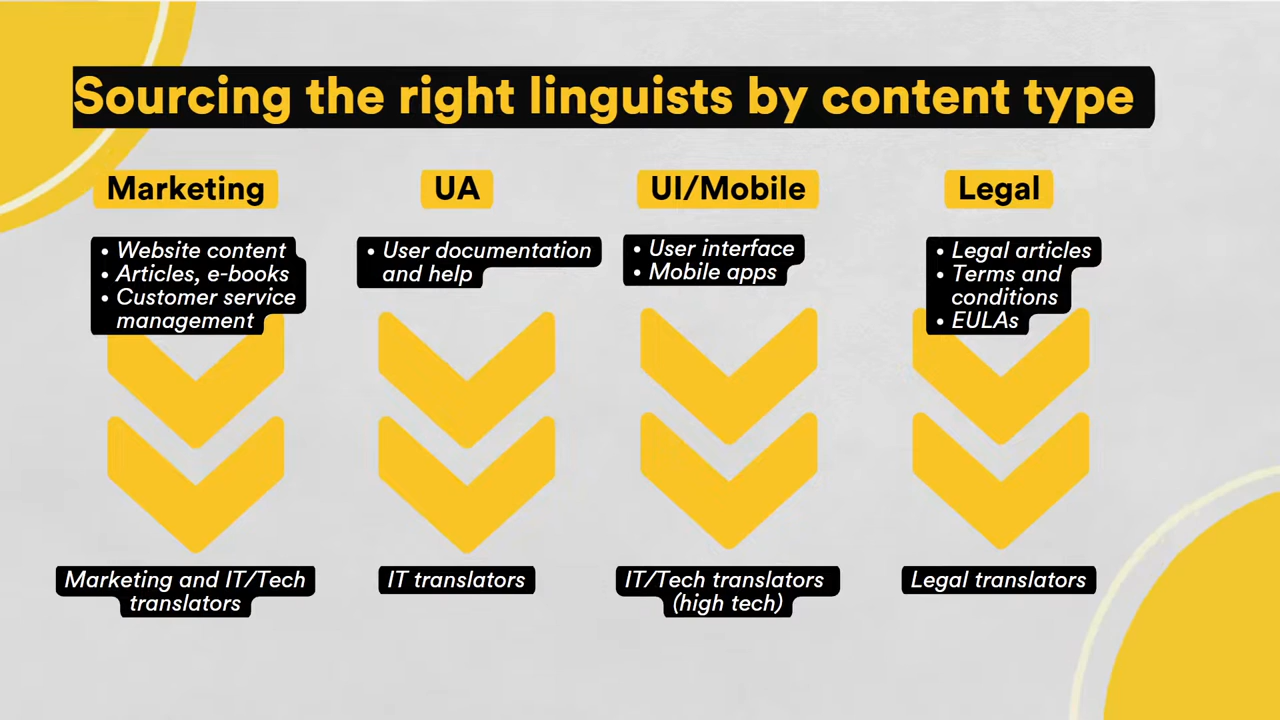 Sourcing the right linguists by content type
Marketing
• Website content
• Articles, e-books
• Customer service
management
Marketing and IT/Tech
translators
UA
• User documentation
and help
IT translators
UI/Mobile
• User interface
• Mobile apps
IT/Tech translators
(high tech)
Legal
• Legal articles
• Terms and
conditions
• EULAs
Legal translators